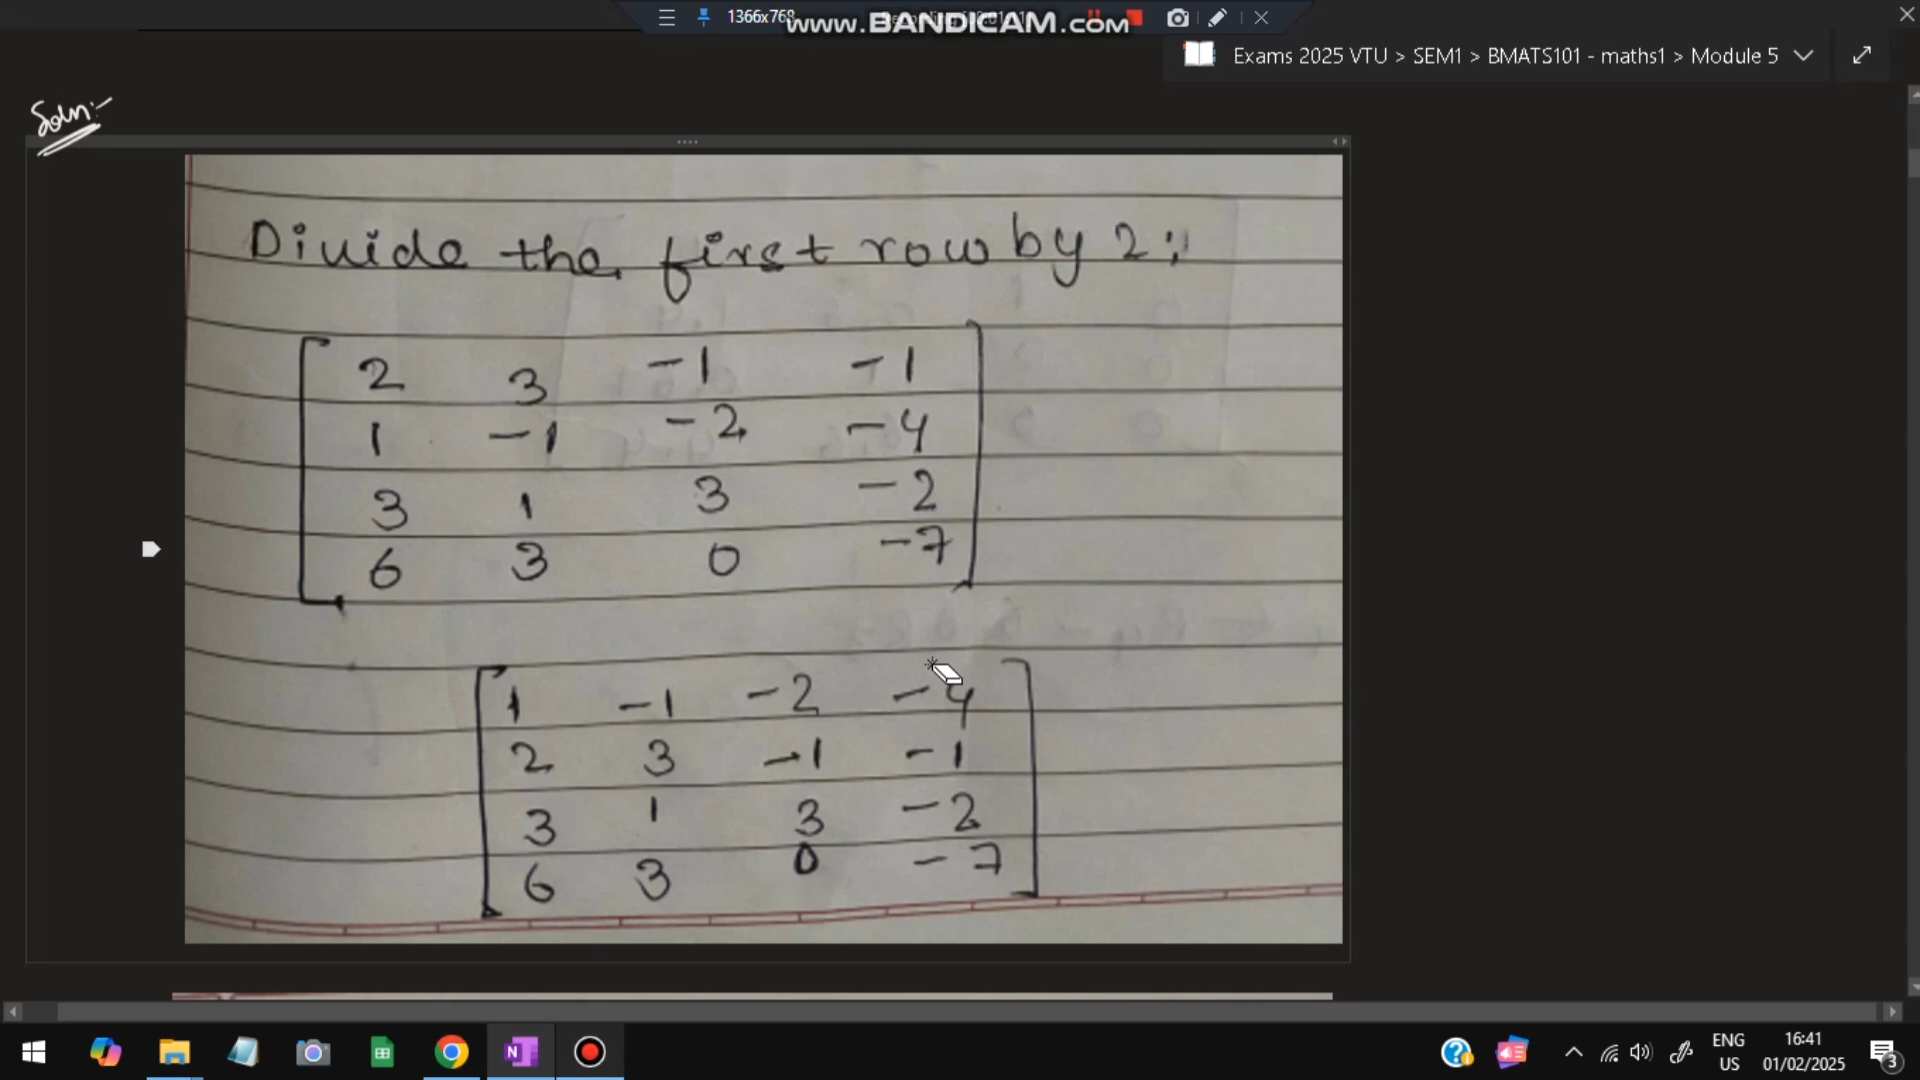 1366x768
www.BANDICAM.COM
Exams 2025 VTU > SEM1 > BMATS101 - maths1 > Module 5
Soln:-
Divide the first row by 2:
2 3 -1 -1
1 -1 -2 -4
3 1 3 -2
6 3 0 -7
1 -1 -2 -4
2 3 -1 -1
3 1 3 -2
6 3 0 -7
ENG
US
16:41
01/02/2025
3